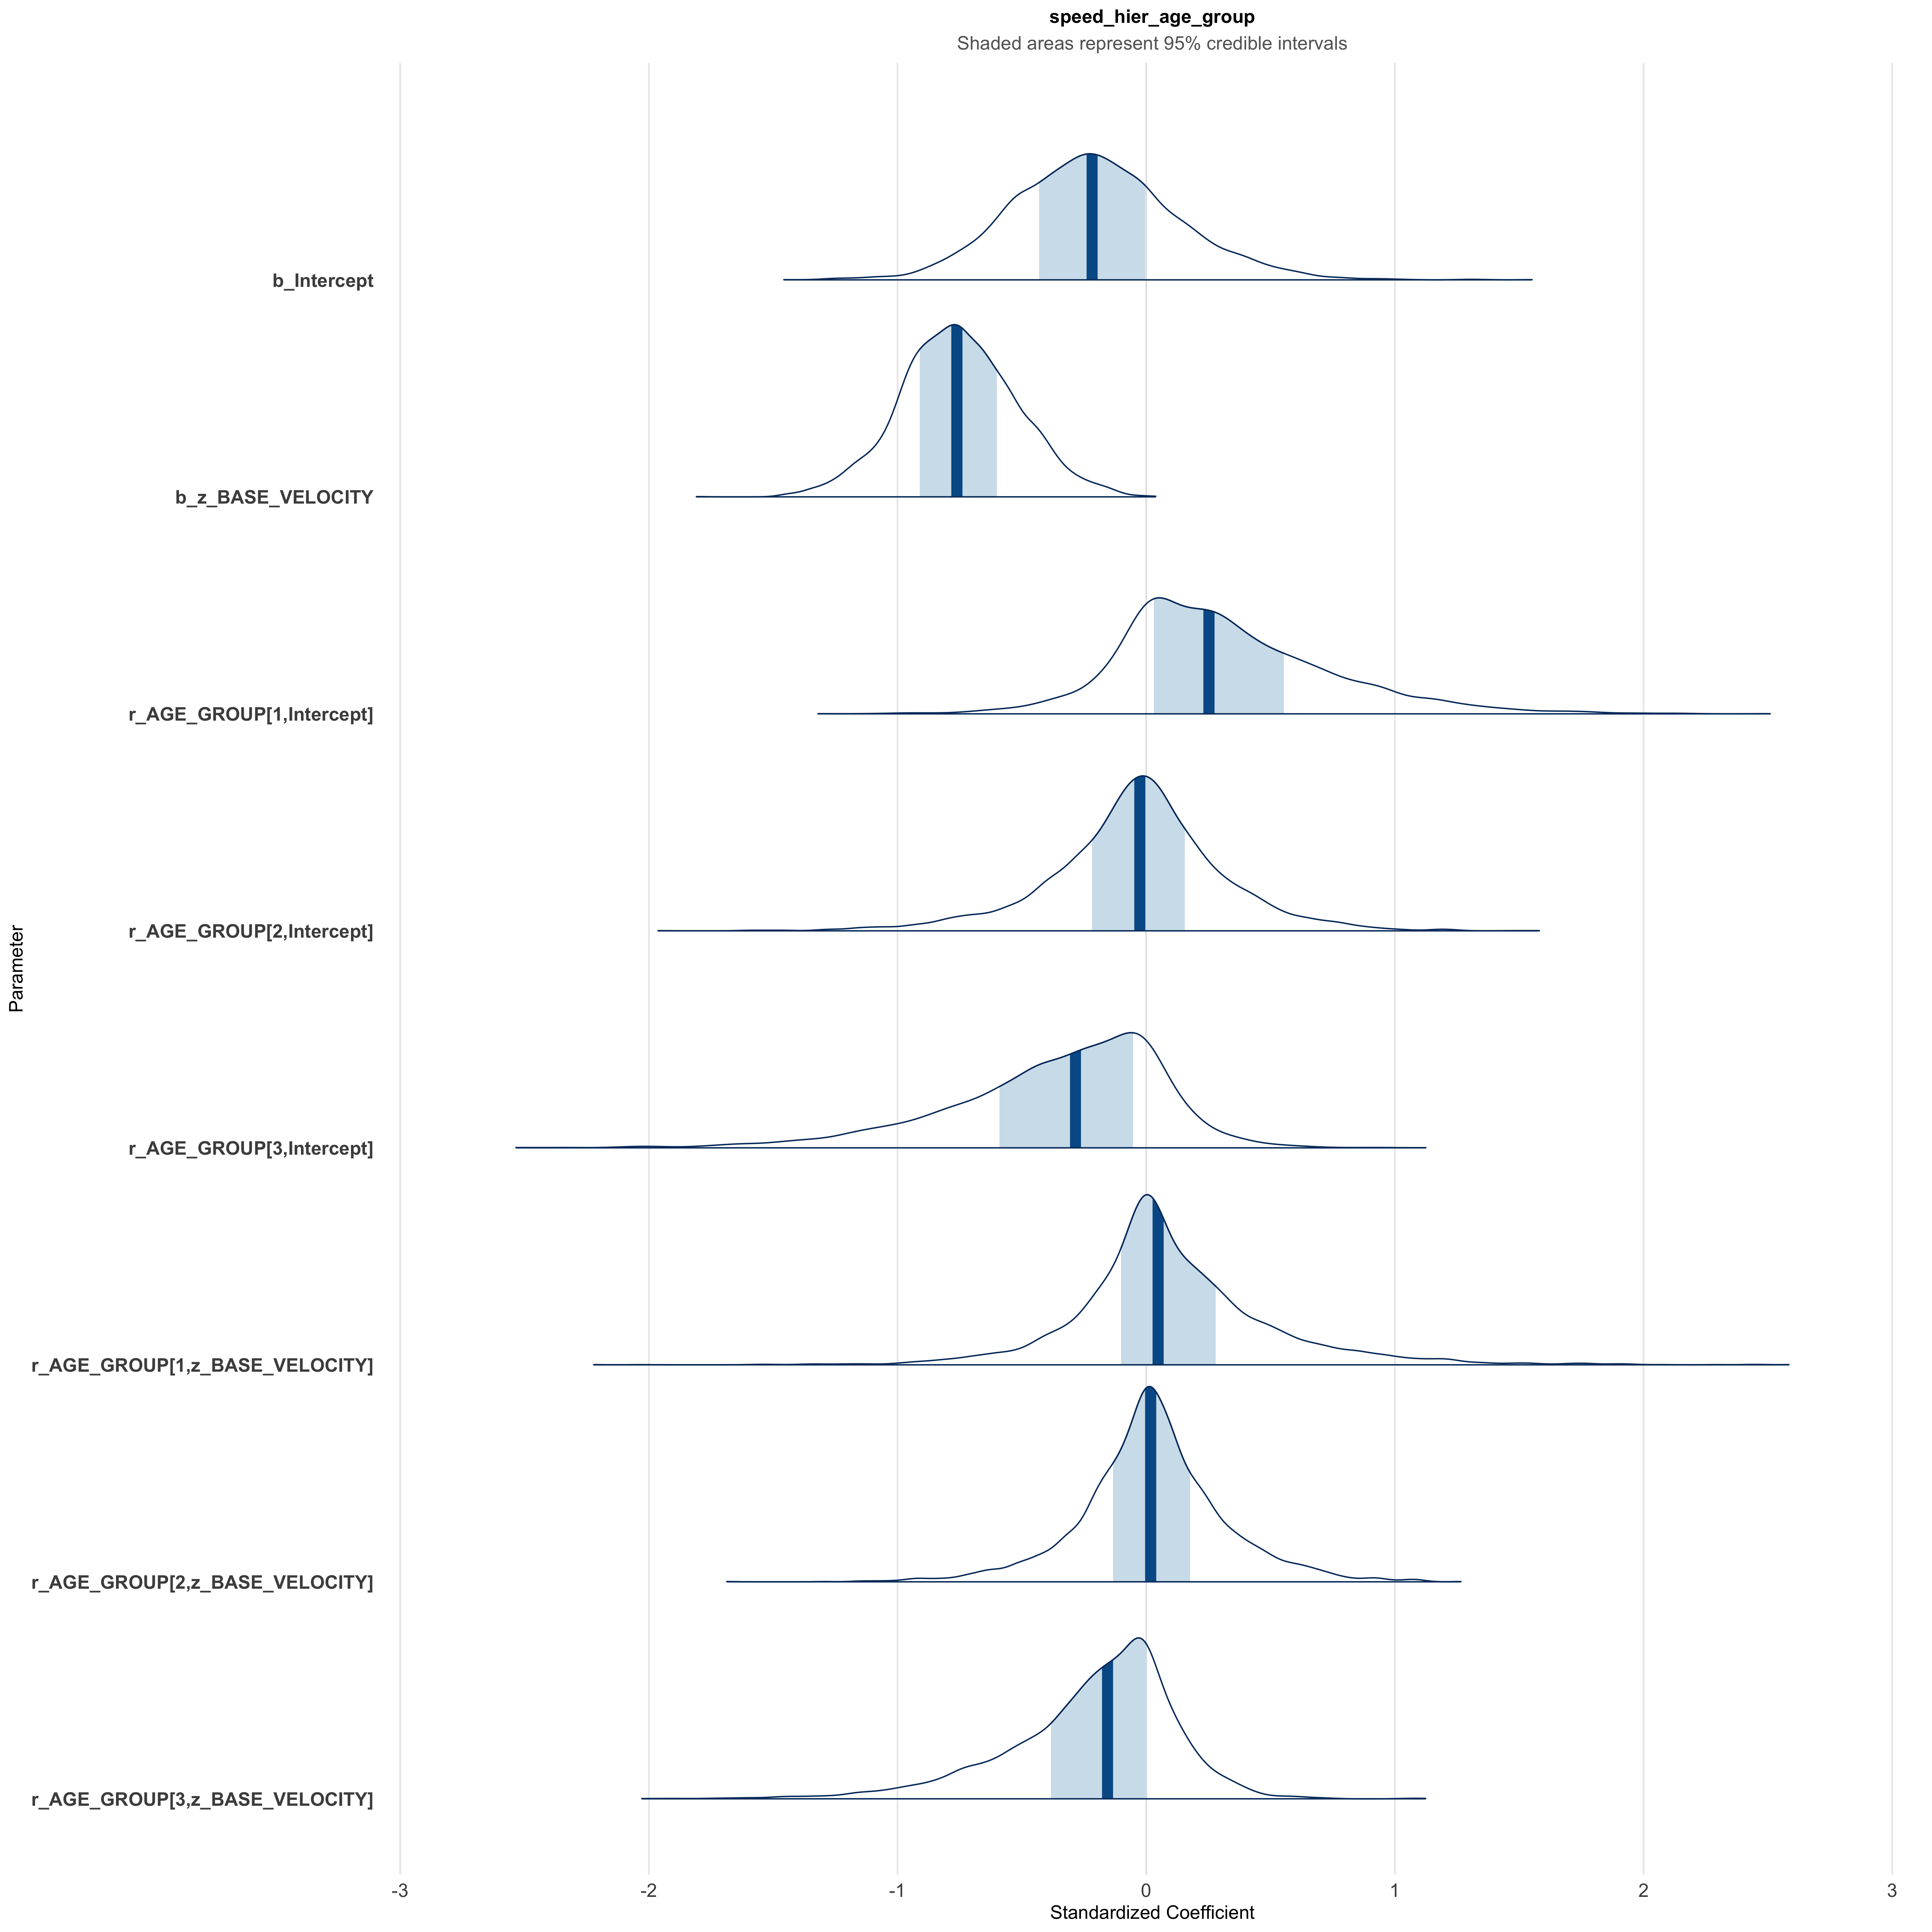 speed_hier_age_group
Shaded areas represent 95% credible intervals
b_Intercept
b_z_BASE_VELOCITY
r_AGE_GROUP[1,Intercept]
r_AGE_GROUP[2,Intercept]
Parameter
r_AGE_GROUP[3,Intercept]
r_AGE_GROUP[1,z_BASE_VELOCITY]
r_AGE_GROUP[2,z_BASE_VELOCITY]
r_AGE_GROUP[3,z_BASE_VELOCITY]
-3 -2 -1 0 1 2 3
Standardized Coefficient